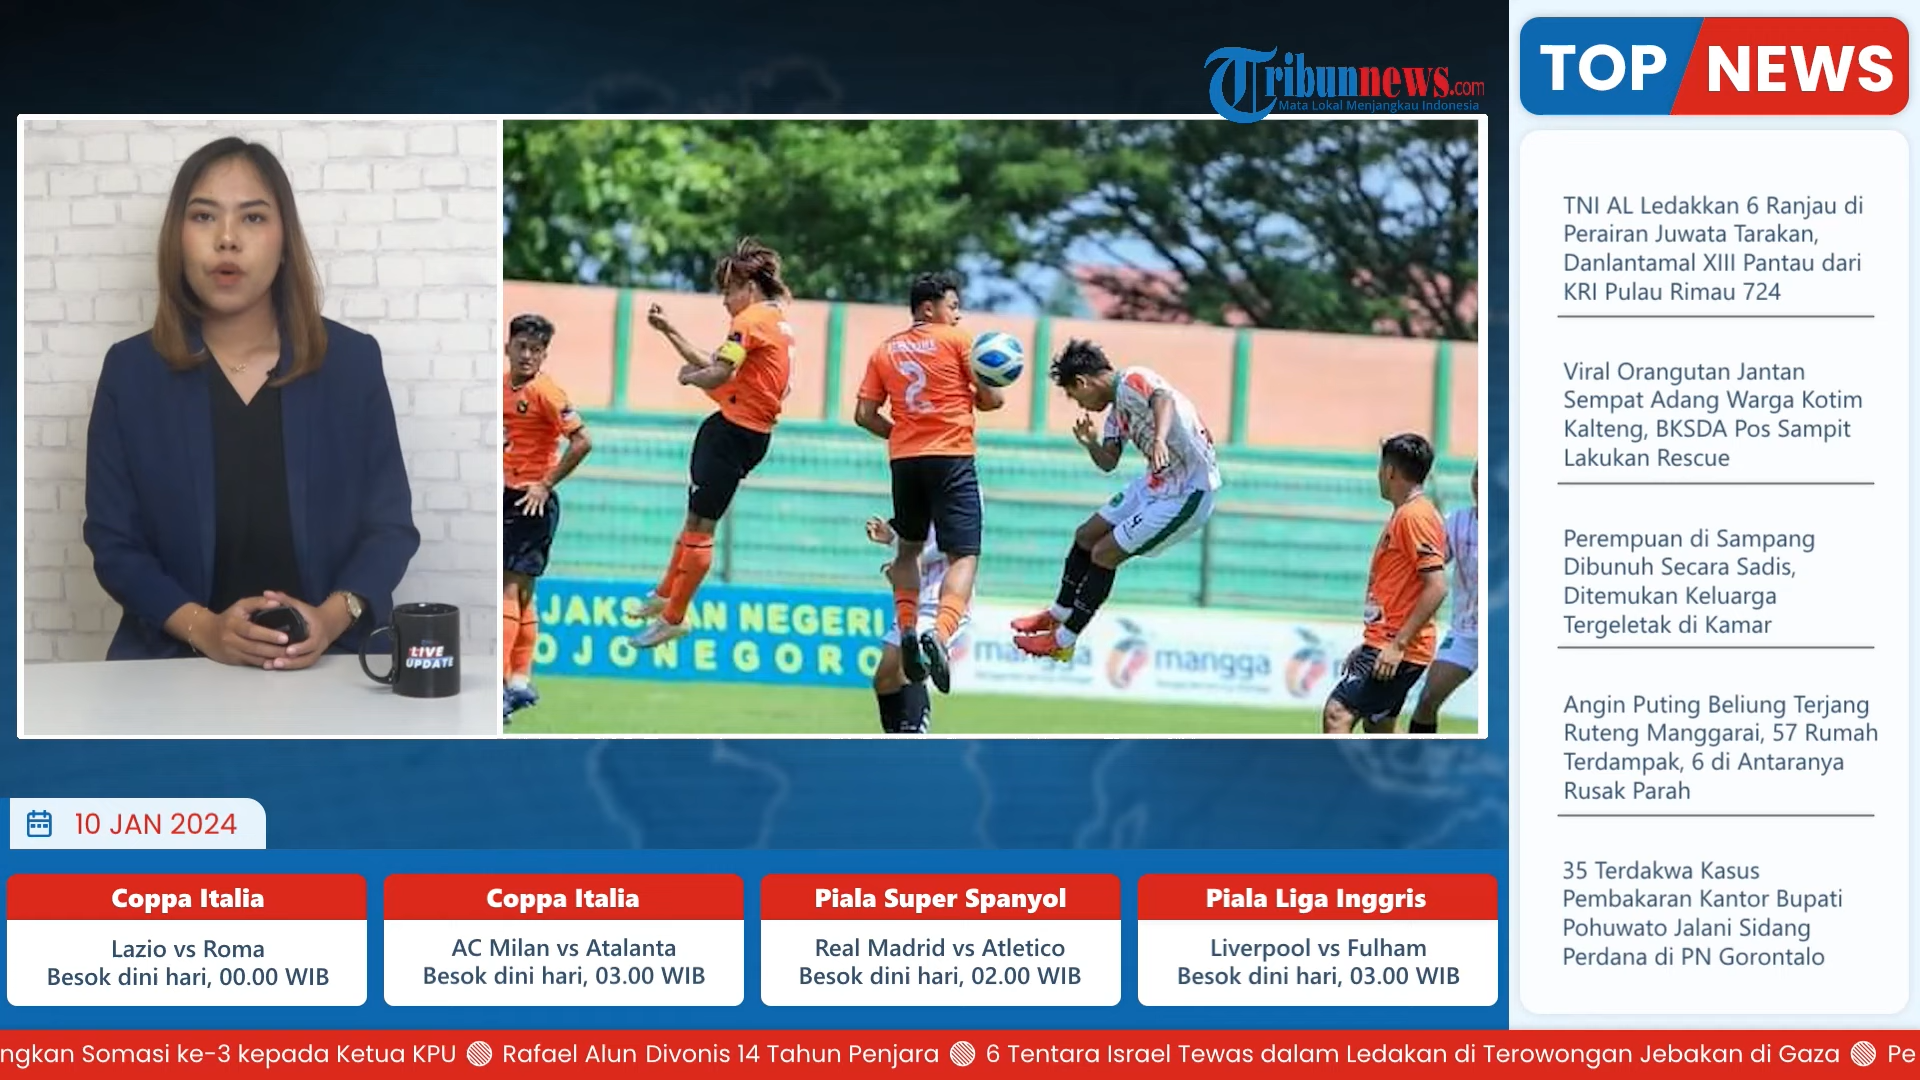 Tribunnews.com
Mata Lokal Menjangkau Indonesia
TOP NEWS
TNI AL Ledakkan 6 Ranjau di
Perairan Juwata Tarakan,
Danlantamal XIII Pantau dari
KRI Pulau Rimau 724
Viral Orangutan Jantan
Sempat Adang Warga Kotim
Kalteng, BKSDA Pos Sampit
Lakukan Rescue
Perempuan di Sampang
Dibunuh Secara Sadis,
Ditemukan Keluarga
Tergeletak di Kamar
Angin Puting Beliung Terjang
Ruteng Manggarai, 57 Rumah
Terdampak, 6 di Antaranya
Rusak Parah
35 Terdakwa Kasus
Pembakaran Kantor Bupati
Pohuwato Jalani Sidang
Perdana di PN Gorontalo
2
4
LIVE
UPDATE
NEGERI
OJONEGORO
mangga mangga
10 JAN 2024
Coppa Italia
Lazio vs Roma
Besok dini hari, 00.00 WIB
Coppa Italia
AC Milan vs Atalanta
Besok dini hari, 03.00 WIB
Piala Super Spanyol
Real Madrid vs Atletico
Besok dini hari, 02.00 WIB
Piala Liga Inggris
Liverpool vs Fulham
Besok dini hari, 03.00 WIB
ngkan Somasi ke-3 kepada Ketua KPU Rafael Alun Divonis 14 Tahun Penjara 6 Tentara Israel Tewas dalam Ledakan di Terowongan Jebakan di Gaza Pe